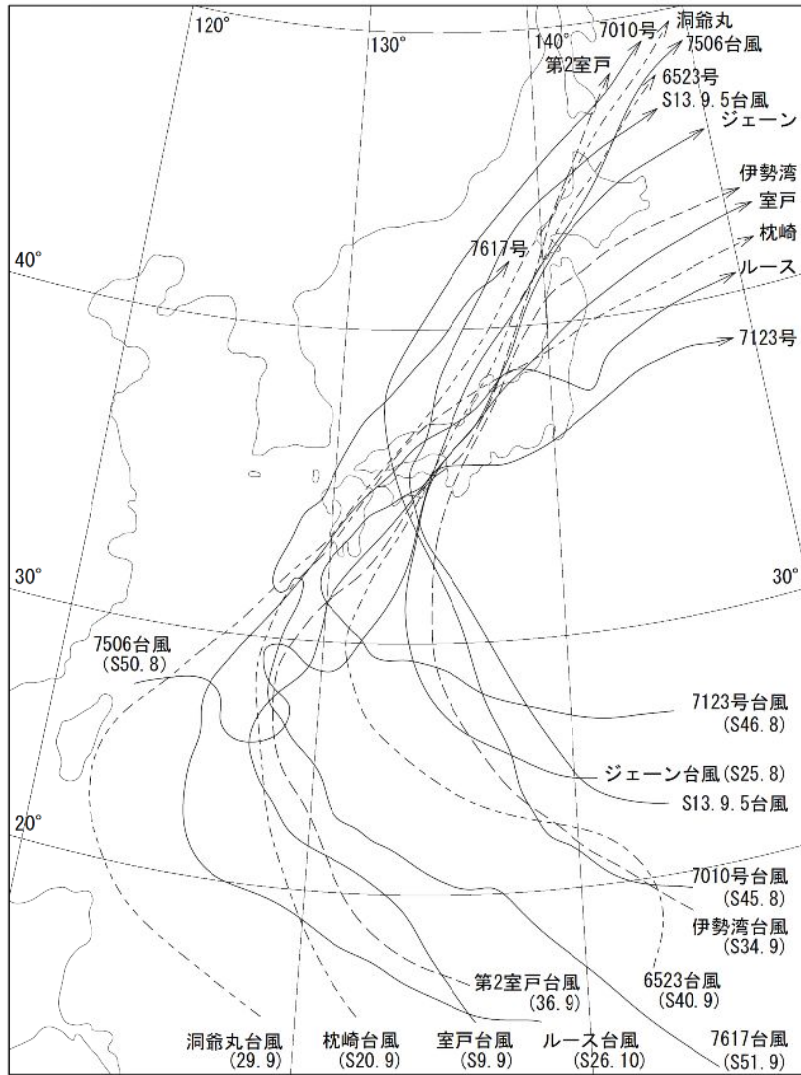 120°
130°
140°
7010号
洞爺丸
7506台風
第2室戸
6523号
S13.9.5台風
ジェーン
伊勢湾
室戸
枕崎
ルース
7617号
7123号
40°
30°
30°
7506台風
(S50.8)
7123号台風
(S46.8)
ジェーン台風(S25.8)
S13.9.5台風
20°
7010号台風
(S45.8)
伊勢湾台風
(S34.9)
第2室戸台風
(36.9)
6523台風
(S40.9)
洞爺丸台風
(29.9)
枕崎台風
(S20.9)
室戸台風
(S9.9)
ルース台風
(S26.10)
7617台風
(S51.9)